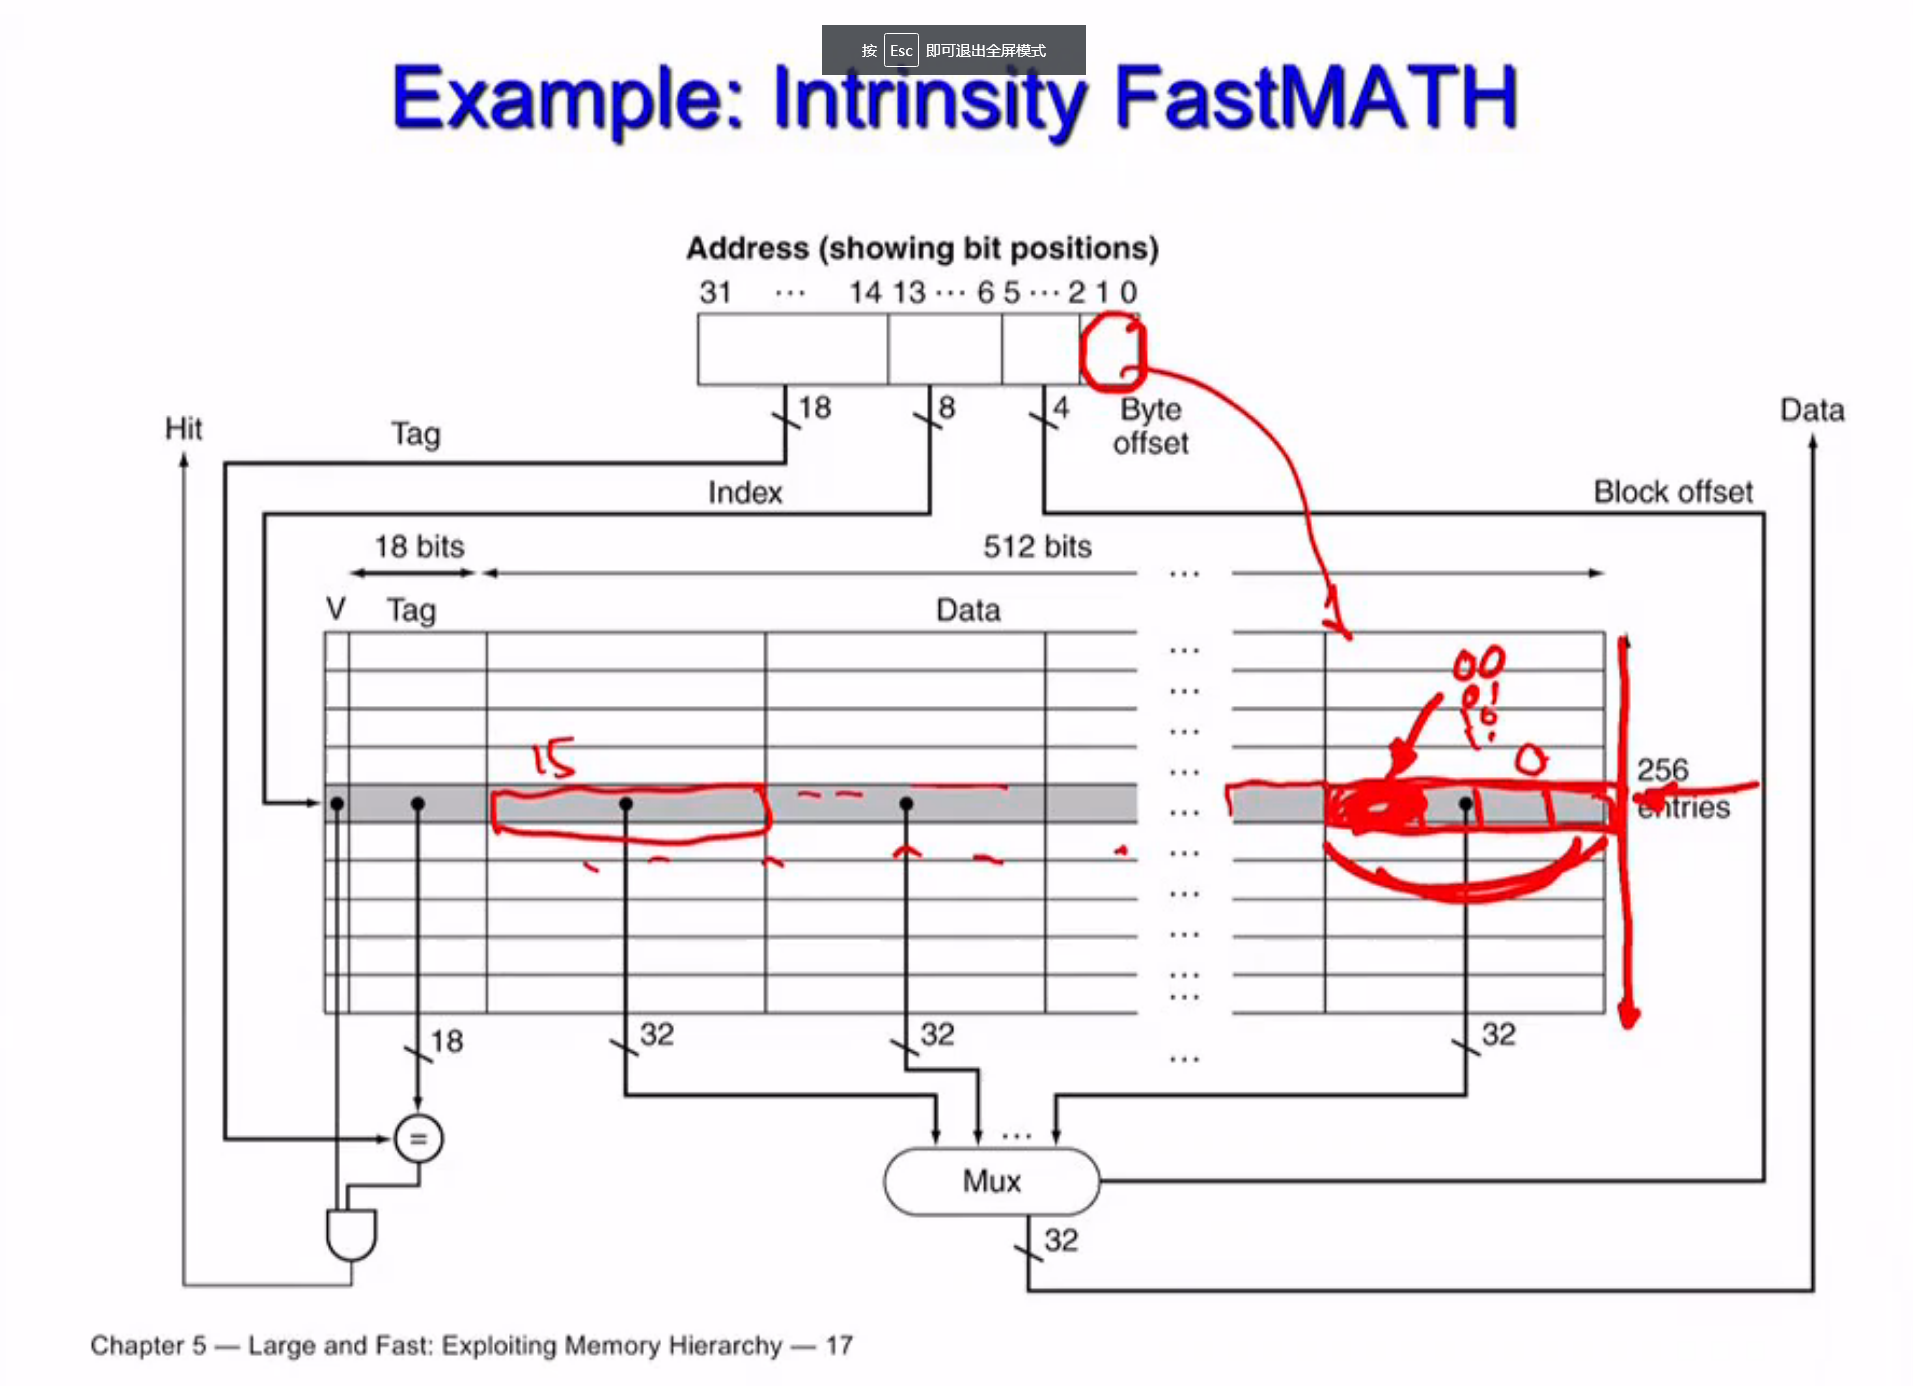 按 Esc 即可退出全屏模式
Example: Intrinsity FastMATH
Address (showing bit positions)
31 ··· 14 13 ··· 6 5 ··· 2 1 0
18 8 4 Byte
offset
Hit
Tag
Data
Index
Block offset
18 bits
512 bits
...
V Tag Data
...
...
00
...
...
15
0
...
256
entries
...
...
...
...
...
...
18
32
32
...
32
=
...
Mux
32
Chapter 5 — Large and Fast: Exploiting Memory Hierarchy — 17